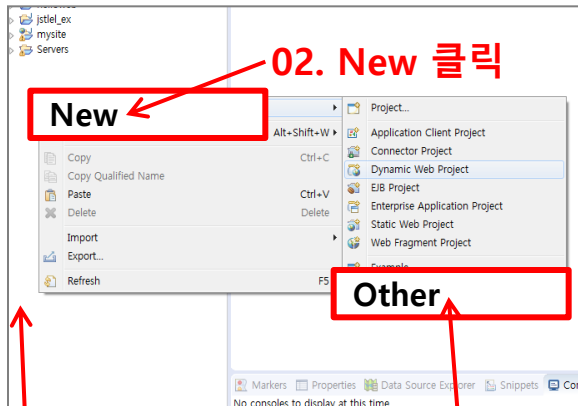 jstlel_ex
mysite
Servers
02. New 클릭
New
Alt+Shift+W
Copy Ctrl+C
Copy Qualified Name
Paste Ctrl+V
Delete Delete
Import
Export...
Refresh F5
Project...
Application Client Project
Connector Project
Dynamic Web Project
EJB Project
Enterprise Application Project
Static Web Project
Web Fragment Project
Other
Markers Properties Data Source Explorer Snippets
No consoles to display at this time.